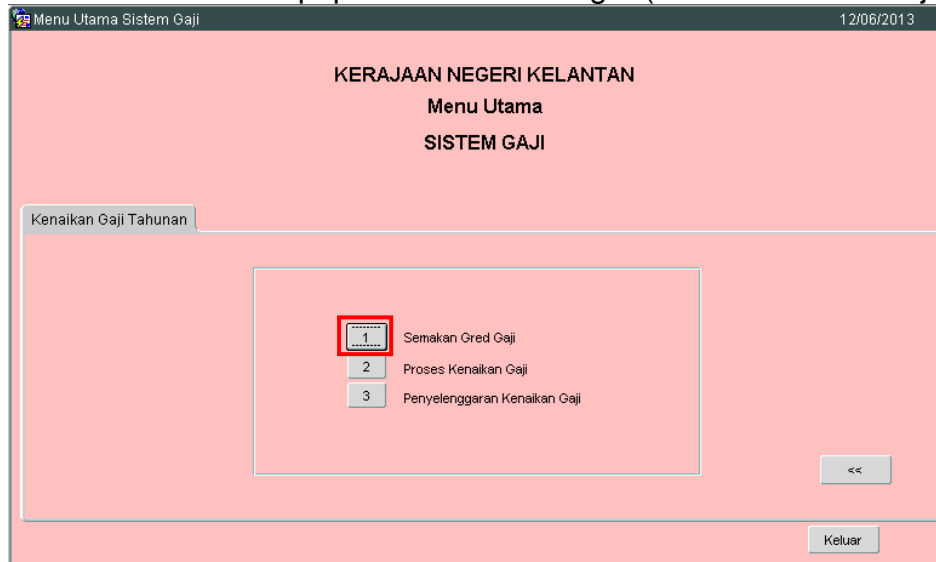 Menu Utama Sistem Gaji 12/06/2013
KERAJAAN NEGERI KELANTAN
Menu Utama
SISTEM GAJI
Kenaikan Gaji Tahunan
1 Semakan Gred Gaji
2 Proses Kenaikan Gaji
3 Penyelenggaran Kenaikan Gaji
<<
Keluar